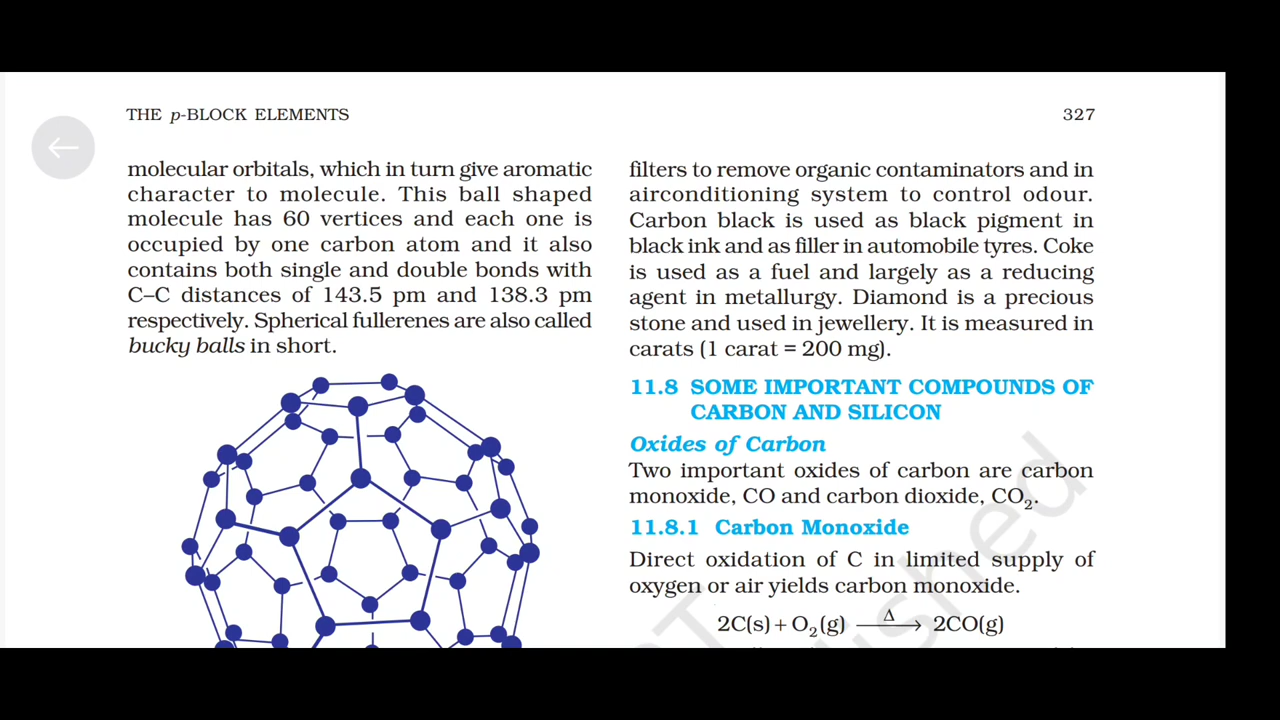 THE p-BLOCK ELEMENTS
327
molecular orbitals, which in turn give aromatic
character to molecule. This ball shaped
molecule has 60 vertices and each one is
occupied by one carbon atom and it also
contains both single and double bonds with
C–C distances of 143.5 pm and 138.3 pm
respectively. Spherical fullerenes are also called
bucky balls in short.
filters to remove organic contaminators and in
airconditioning system to control odour.
Carbon black is used as black pigment in
black ink and as filler in automobile tyres. Coke
is used as a fuel and largely as a reducing
agent in metallurgy. Diamond is a precious
stone and used in jewellery. It is measured in
carats (1 carat = 200 mg).
11.8 SOME IMPORTANT COMPOUNDS OF
CARBON AND SILICON
Oxides of Carbon
Two important oxides of carbon are carbon
monoxide, CO and carbon dioxide, CO₂.
11.8.1 Carbon Monoxide
Direct oxidation of C in limited supply of
oxygen or air yields carbon monoxide.
2C(s) + O₂(g) —Δ→ 2CO(g)